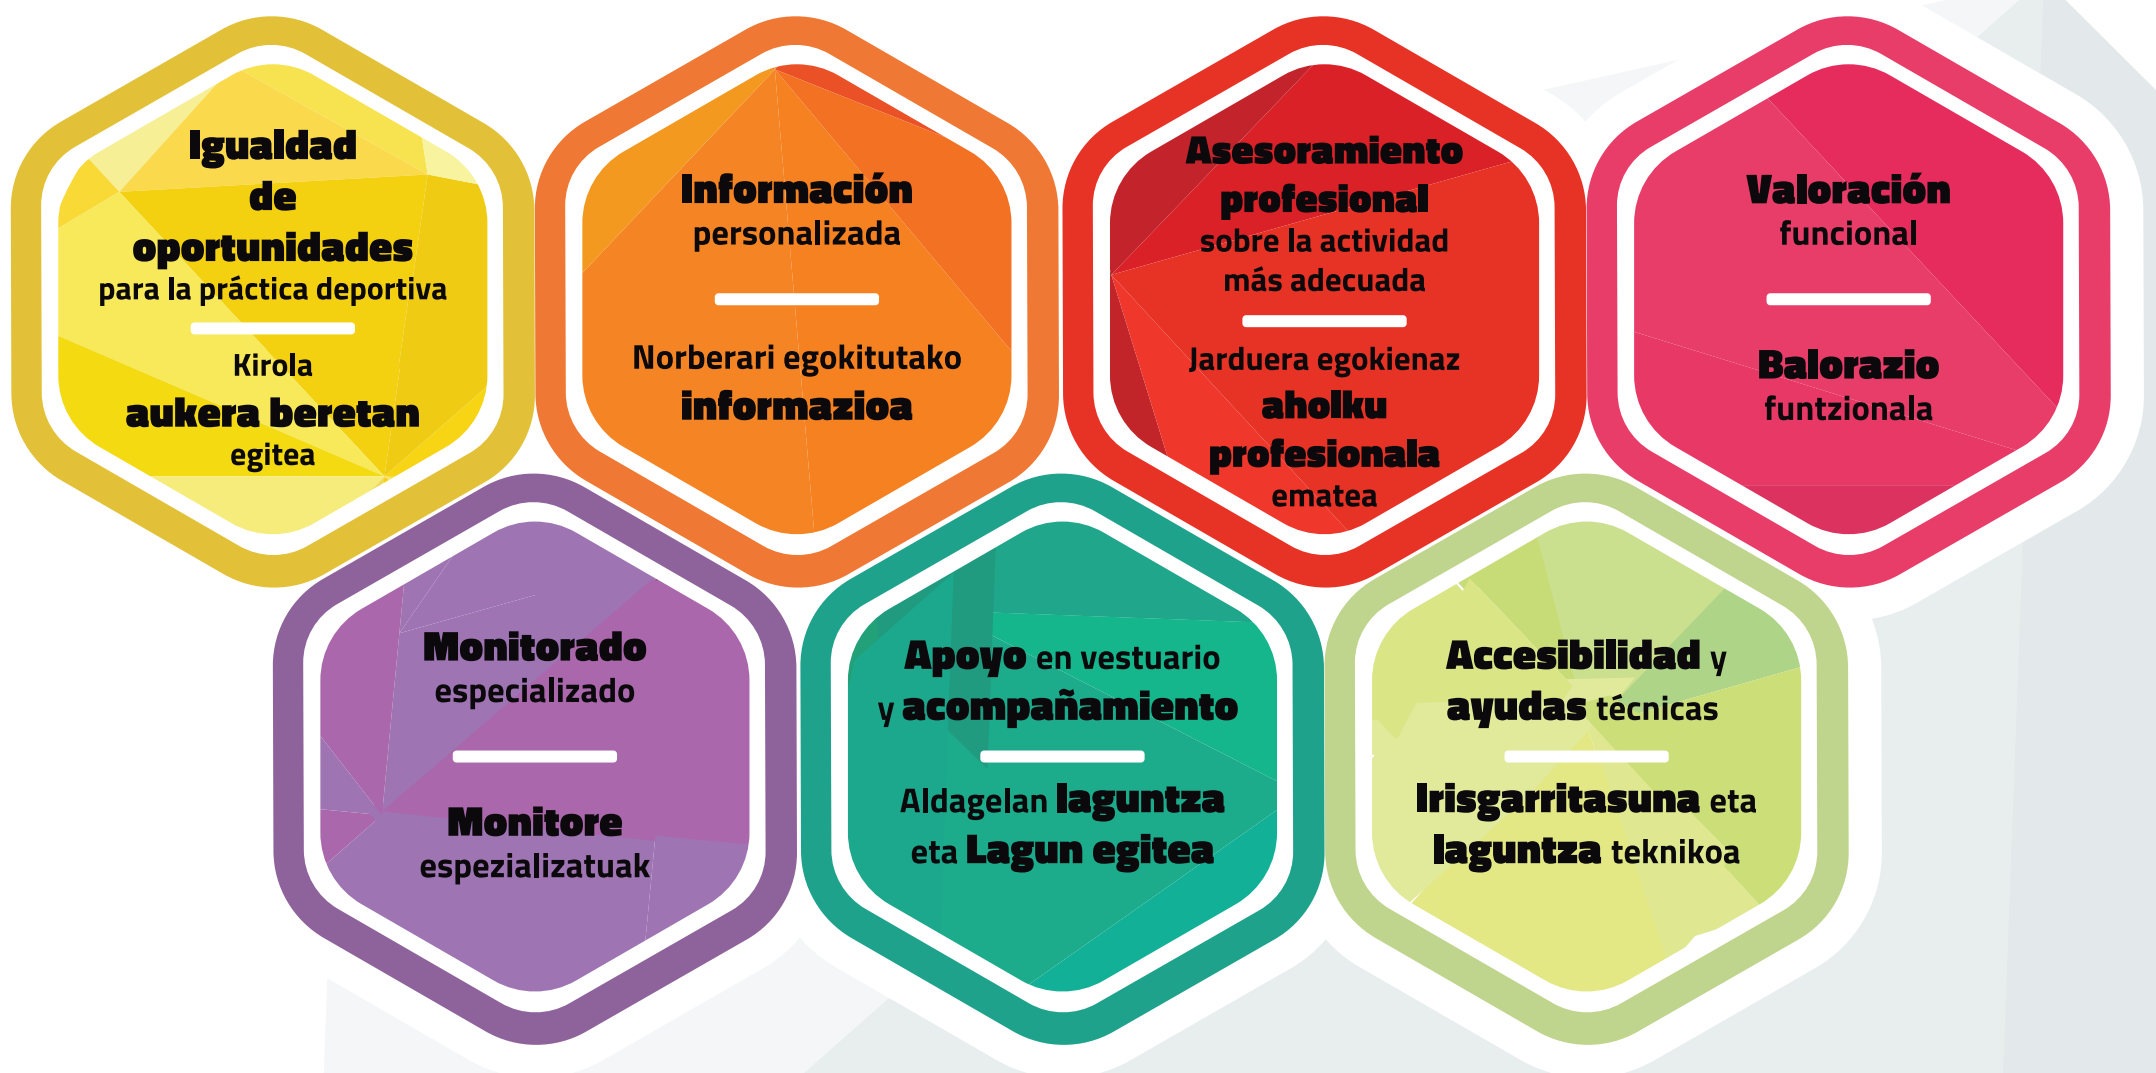 Igualdad
de
oportunidades
para la práctica deportiva
Kirola
aukera beretan
egitea
Información
personalizada
Norberari egokitutako
informazioa
Asesoramiento
profesional
sobre la actividad
más adecuada
Jarduera egokienaz
aholku
profesionala
ematea
Valoración
funcional
Balorazio
funtzionala
Monitorado
especializado
Monitore
espezializatuak
Apoyo en vestuario
y acompañamiento
Aldagelan laguntza
eta Lagun egitea
Accesibilidad y
ayudas técnicas
Irisgarritasuna eta
laguntza teknikoa